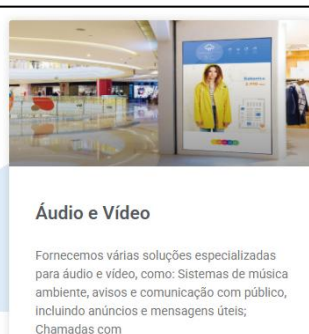 Áudio e Vídeo
Fornecemos várias soluções especializadas
para áudio e vídeo, como: Sistemas de música
ambiente, avisos e comunicação com público,
incluindo anúncios e mensagens úteis;
Chamadas com